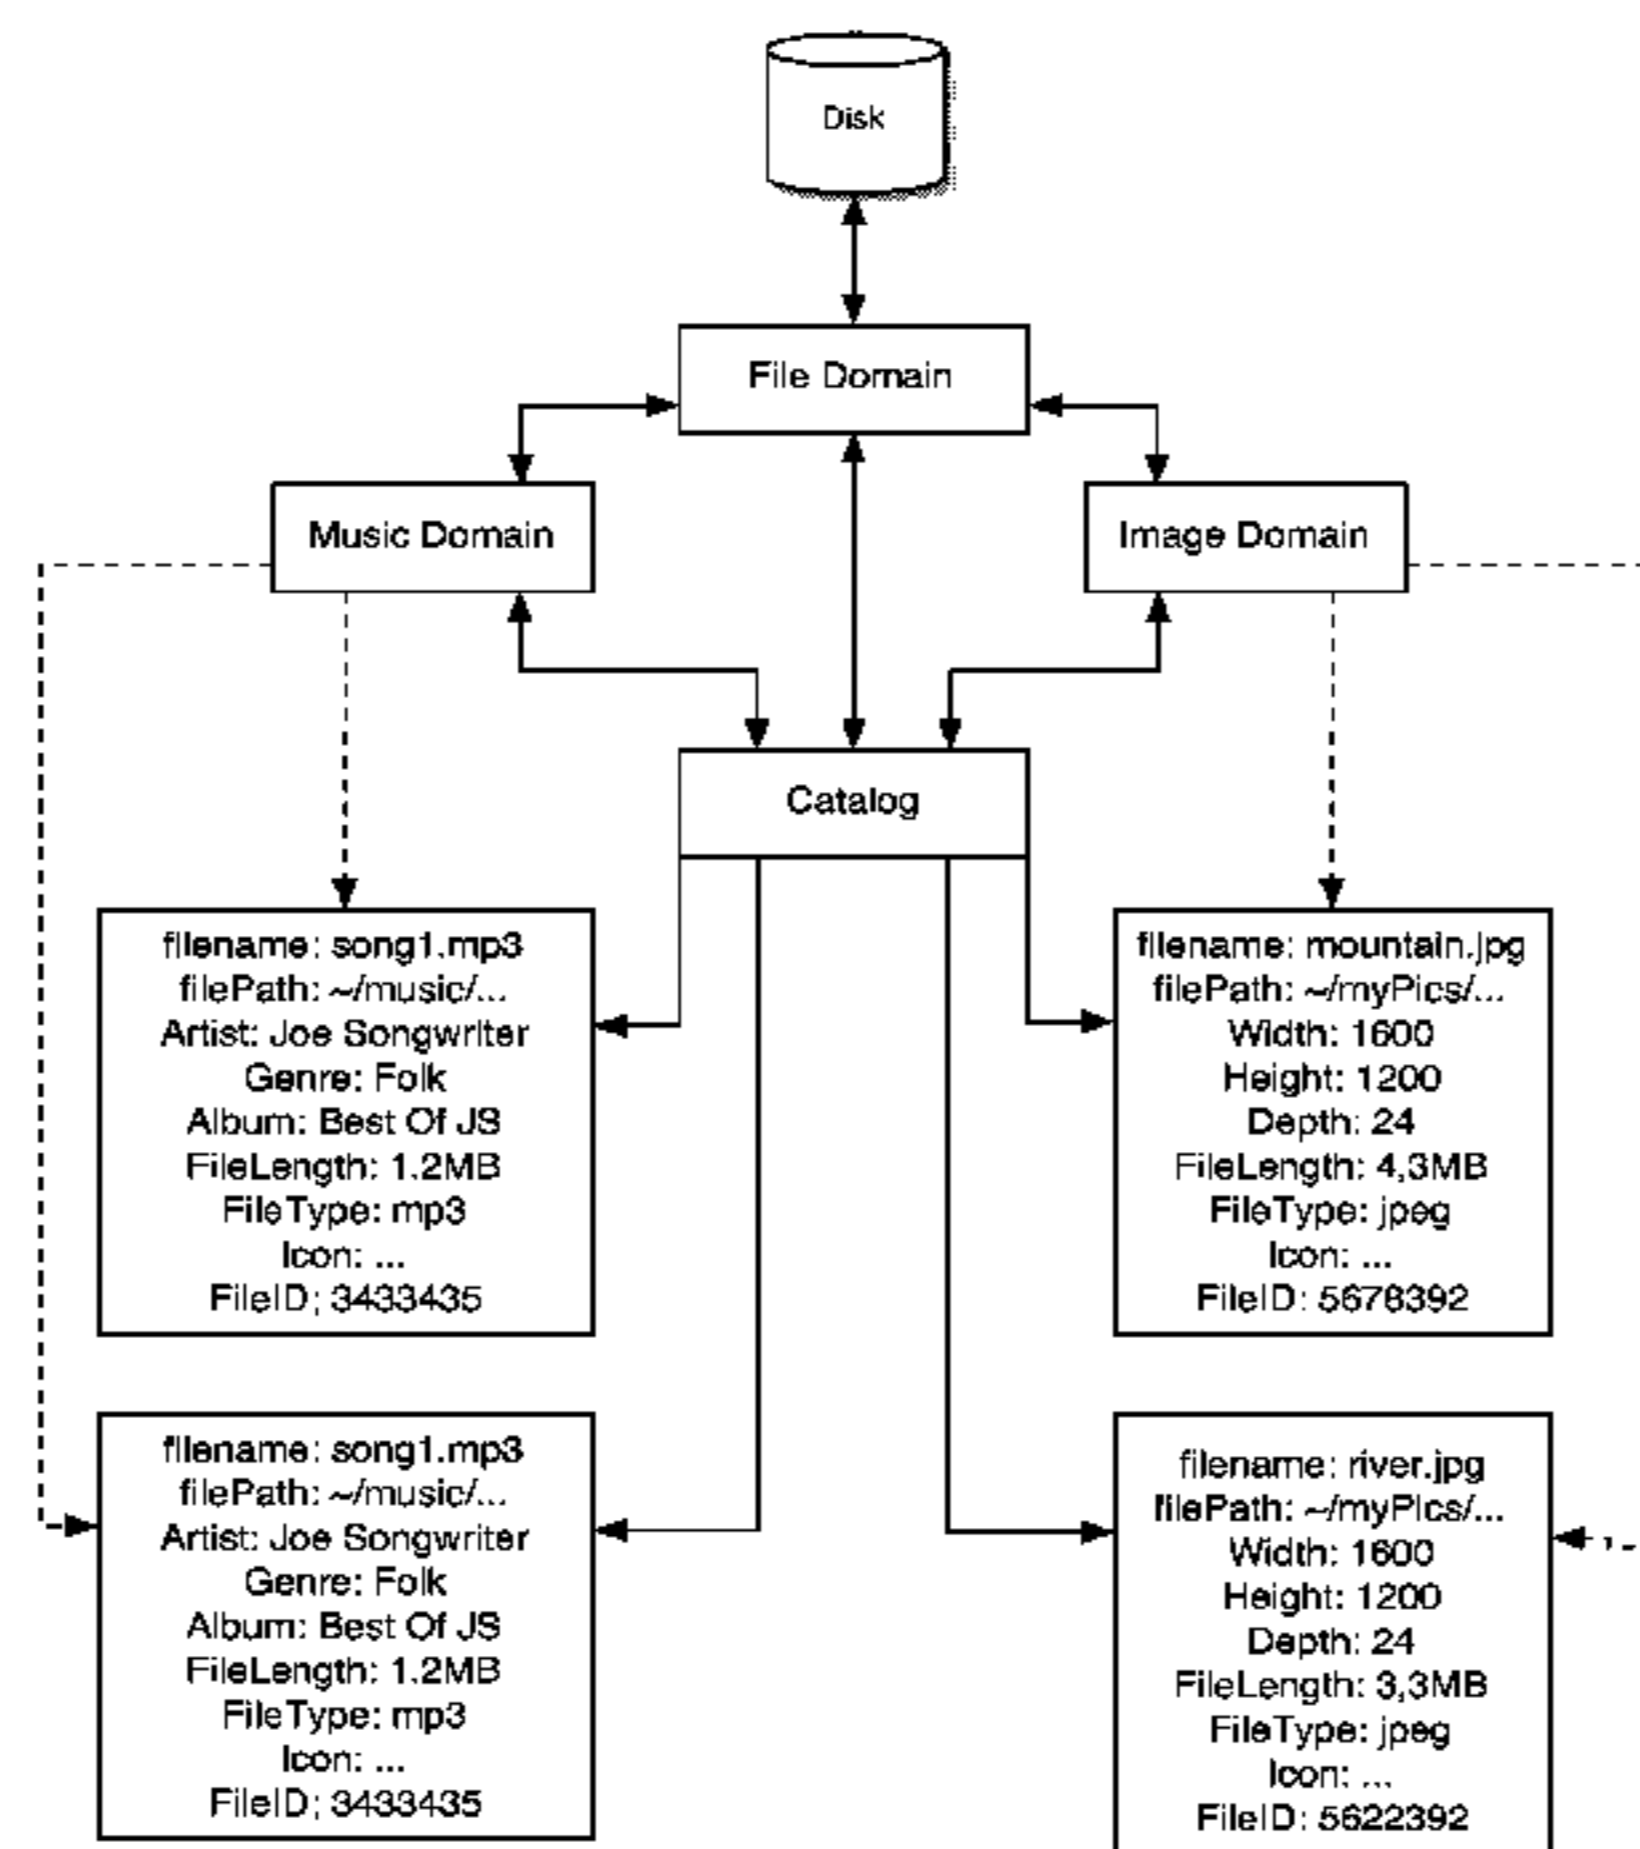 Disk
File Domain
Music Domain
Image Domain
Catalog
filename: song1.mp3
filePath: ~/music/...
Artist: Joe Songwriter
Genre: Folk
Album: Best Of JS
FileLength: 1.2MB
FileType: mp3
Icon: ...
FileID: 3433435
filename: mountain.jpg
filePath: ~/myPics/...
Width: 1600
Height: 1200
Depth: 24
FileLength: 4.3MB
FileType: jpeg
Icon: ...
FileID: 5678392
filename: song1.mp3
filePath: ~/music/...
Artist: Joe Songwriter
Genre: Folk
Album: Best Of JS
FileLength: 1.2MB
FileType: mp3
Icon: ...
FileID: 3433435
filename: river.jpg
filePath: ~/myPics/...
Width: 1600
Height: 1200
Depth: 24
FileLength: 3.3MB
FileType: jpeg
Icon: ...
FileID: 5622392